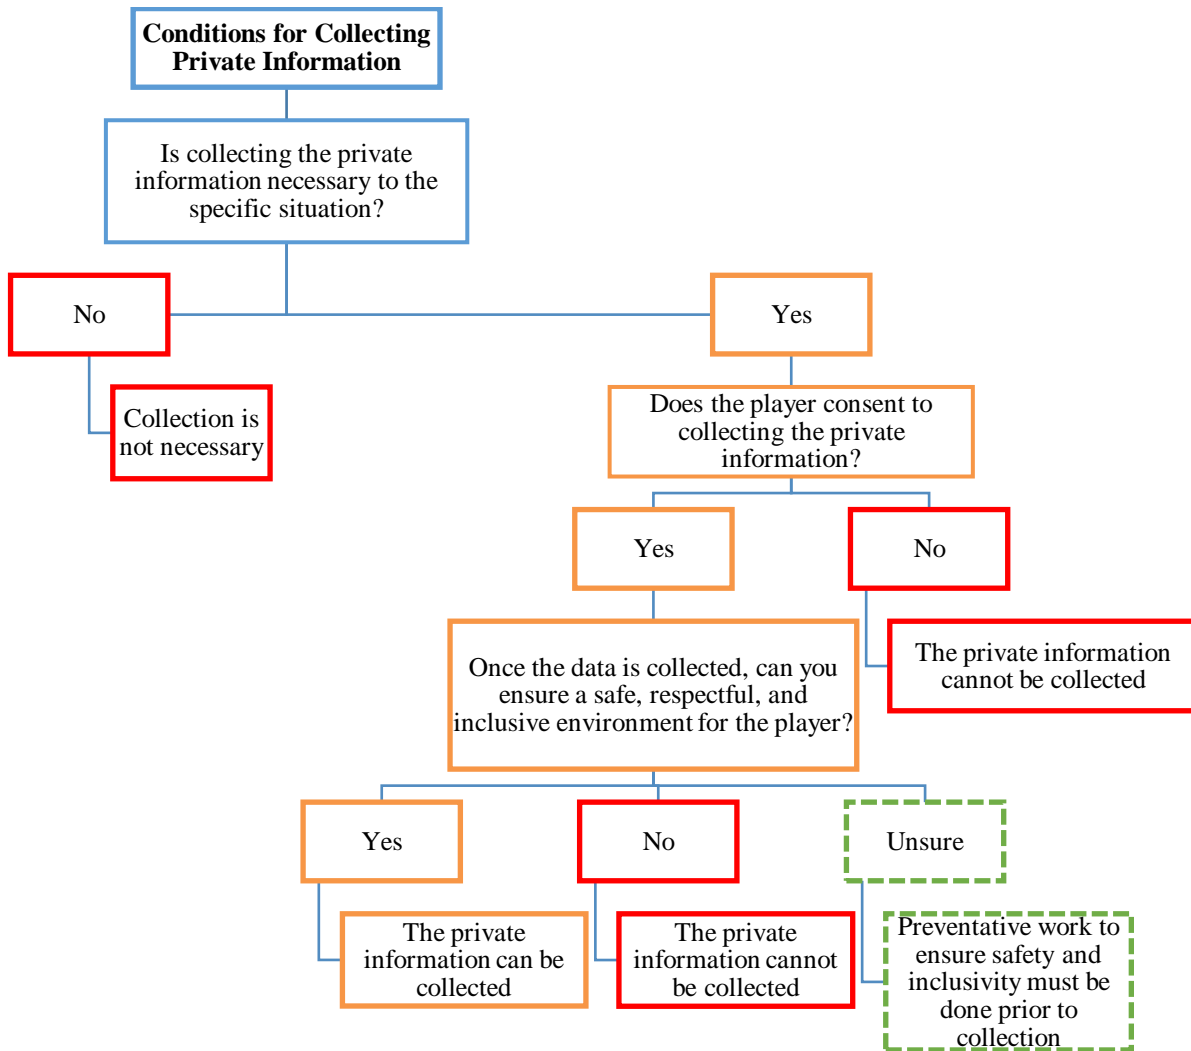 Conditions for Collecting
Private Information
Is collecting the private
information necessary to the
specific situation?
No
Yes
Collection is
not necessary
Does the player consent to
collecting the private
information?
Yes
No
The private information
cannot be collected
Once the data is collected, can you
ensure a safe, respectful, and
inclusive environment for the player?
Yes
No
Unsure
The private
information can be
collected
The private
information cannot
be collected
Preventative work to
ensure safety and
inclusivity must be
done prior to
collection